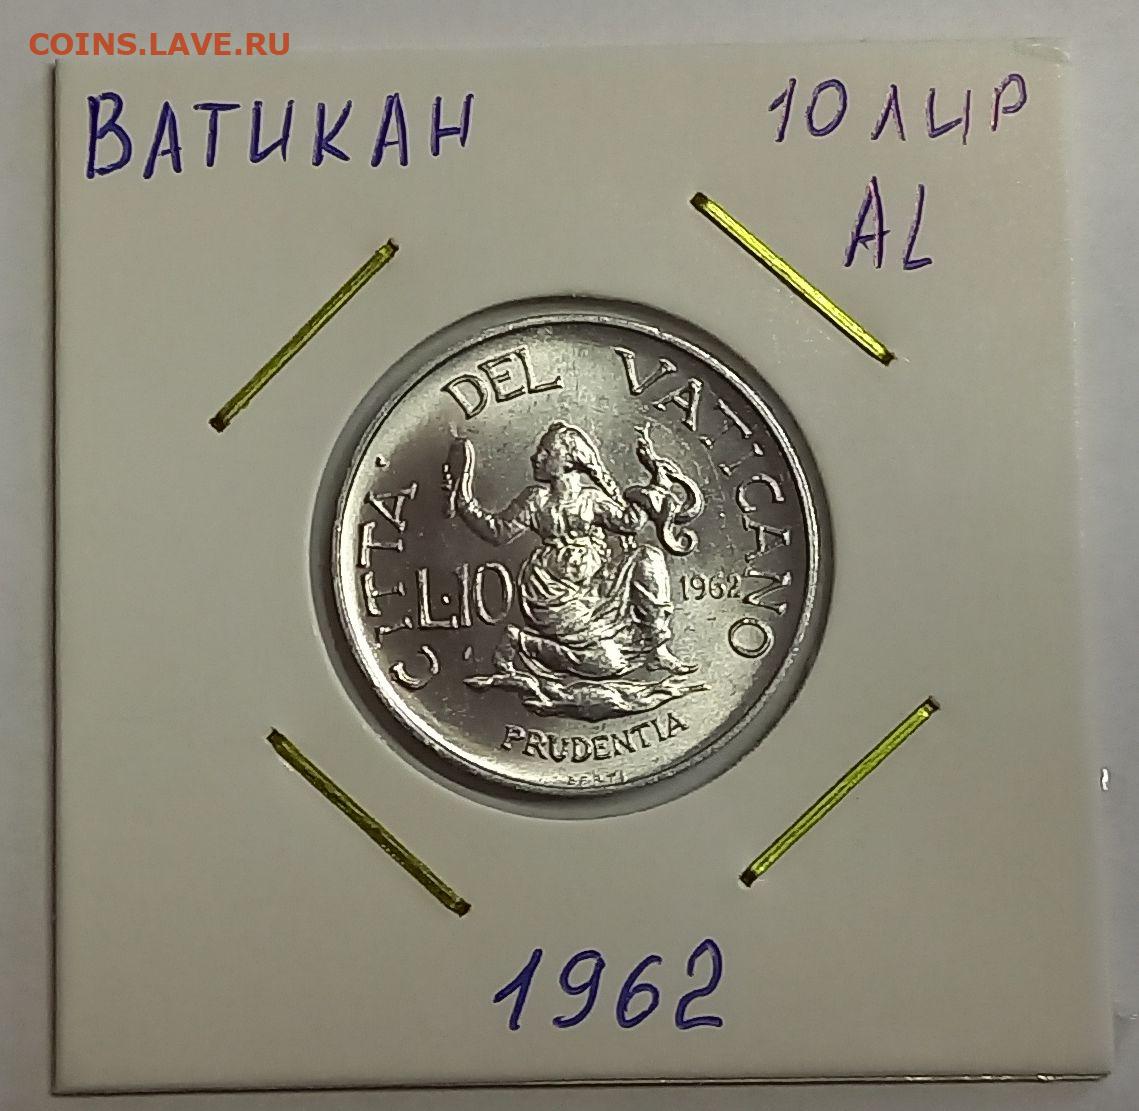 COINS.LAVE.RU
ВАТИКАН
10 ЛИР
AL
CITTA · DEL VATICANO
L·10
1962
PRUDENTIA
1962